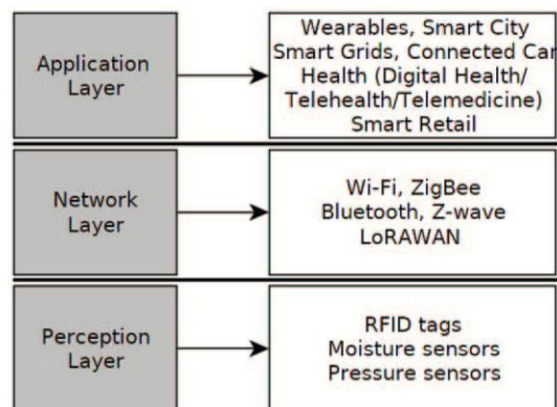 Application
Layer
Wearables, Smart City
Smart Grids, Connected Car
Health (Digital Health/
Telehealth/Telemedicine)
Smart Retail
Network
Layer
Wi-Fi, ZigBee
Bluetooth, Z-wave
LoRAWAN
Perception
Layer
RFID tags
Moisture sensors
Pressure sensors